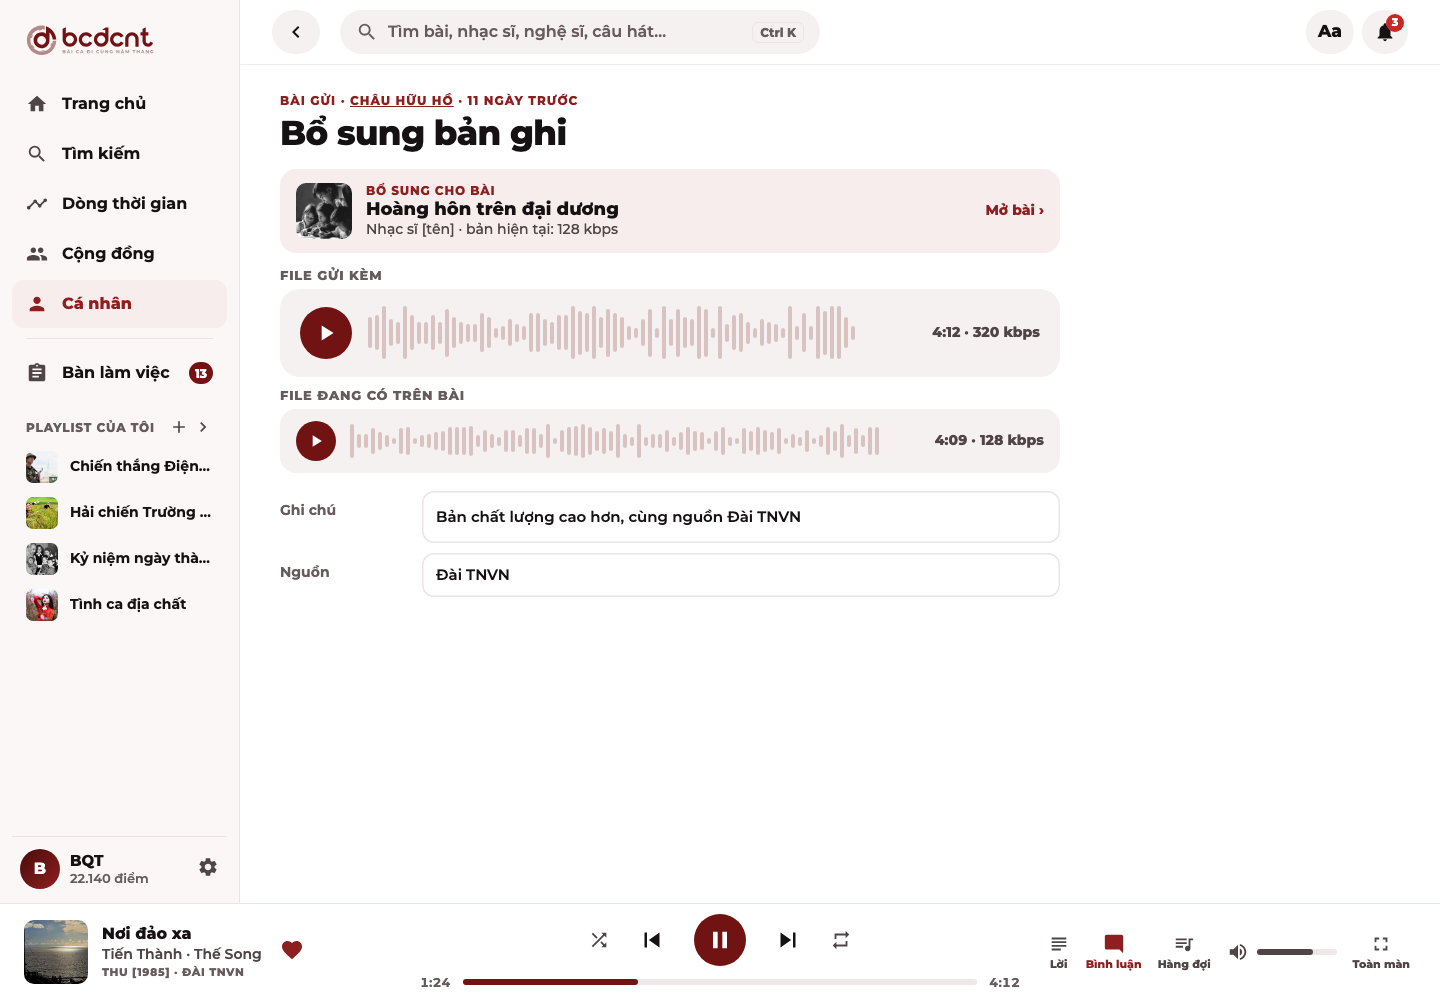 bcdcnt
BÀI CA ĐI CÙNG NĂM THÁNG
Trang chủ
Tìm kiếm
Dòng thời gian
Cộng đồng
Cá nhân
Bàn làm việc
13
PLAYLIST CỦA TÔI
Chiến thắng Điện...
Hải chiến Trường ...
Kỷ niệm ngày thà...
Tình ca địa chất
B
BQT
22.140 điểm
Tìm bài, nhạc sĩ, nghệ sĩ, câu hát...
Ctrl K
Aa
3
BÀI GỬI · CHÂU HỮU HỒ · 11 NGÀY TRƯỚC
Bổ sung bản ghi
BỔ SUNG CHO BÀI
Hoàng hôn trên đại dương
Nhạc sĩ [tên] · bản hiện tại: 128 kbps
Mở bài ›
FILE GỬI KÈM
4:12 · 320 kbps
FILE ĐANG CÓ TRÊN BÀI
4:09 · 128 kbps
Ghi chú
Bản chất lượng cao hơn, cùng nguồn Đài TNVN
Nguồn
Đài TNVN
Nơi đảo xa
Tiến Thành · Thế Song
THU [1985] · ĐÀI TNVN
1:24
4:12
Lời
Bình luận
Hàng đợi
Toàn màn